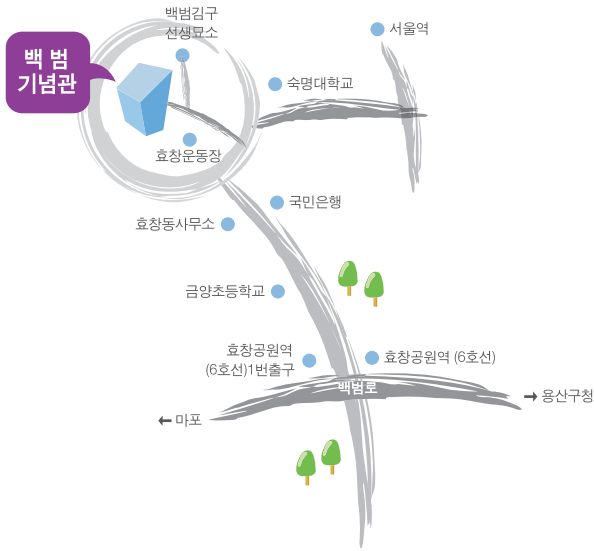 백범김구
선생묘소
서울역
백 범
기념관
숙명대학교
효창운동장
국민은행
효창동사무소
금양초등학교
효창공원역
(6호선)1번출구
효창공원역 (6호선)
백범로
용산구청
마포